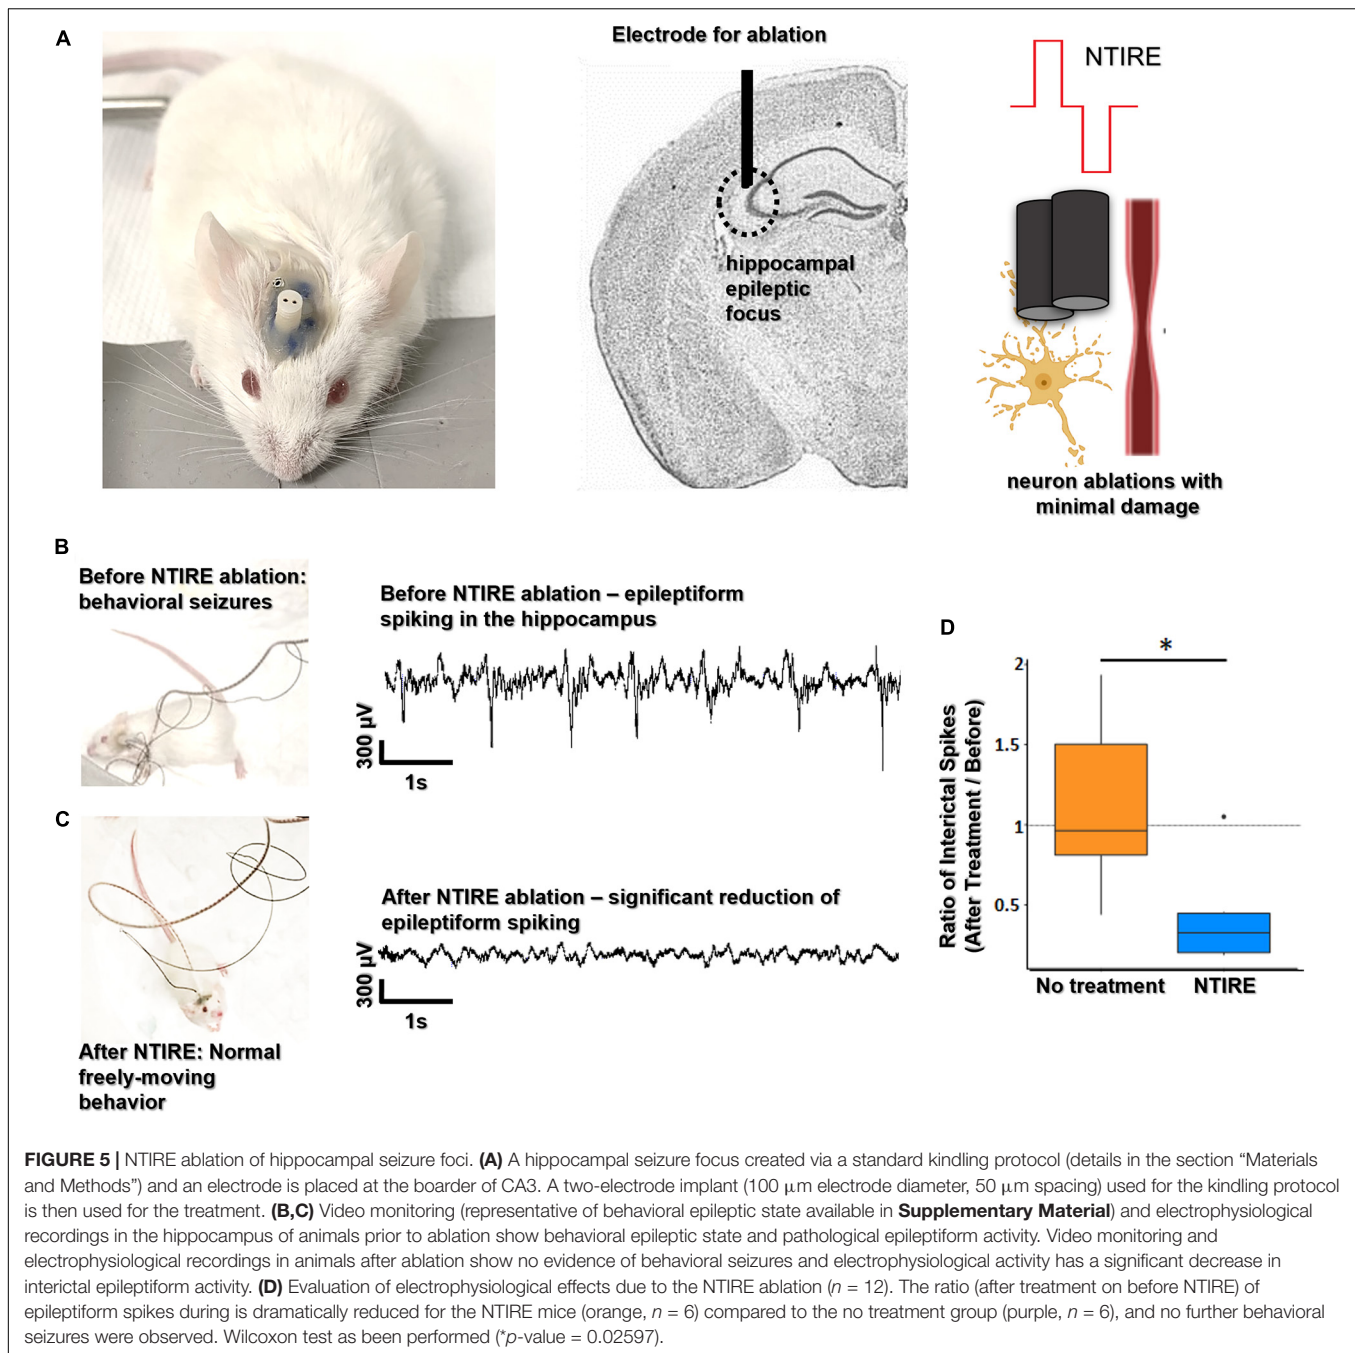 A
Electrode for ablation
NTIRE
hippocampal
epileptic
focus
neuron ablations with
minimal damage
B
Before NTIRE ablation:
behavioral seizures
Before NTIRE ablation – epileptiform
spiking in the hippocampus
300 µV
1s
C
After NTIRE: Normal
freely-moving
behavior
After NTIRE ablation – significant reduction of
epileptiform spiking
300 µV
1s
D
*
Ratio of Interictal Spikes
(After Treatment / Before)
2
1.5
1
0.5
No treatment
NTIRE
FIGURE 5 | NTIRE ablation of hippocampal seizure foci. (A) A hippocampal seizure focus created via a standard kindling protocol (details in the section “Materials
and Methods”) and an electrode is placed at the boarder of CA3. A two-electrode implant (100 µm electrode diameter, 50 µm spacing) used for the kindling protocol
is then used for the treatment. (B,C) Video monitoring (representative of behavioral epileptic state available in Supplementary Material) and electrophysiological
recordings in the hippocampus of animals prior to ablation show behavioral epileptic state and pathological epileptiform activity. Video monitoring and
electrophysiological recordings in animals after ablation show no evidence of behavioral seizures and electrophysiological activity has a significant decrease in
interictal epileptiform activity. (D) Evaluation of electrophysiological effects due to the NTIRE ablation (n = 12). The ratio (after treatment on before NTIRE) of
epileptiform spikes during is dramatically reduced for the NTIRE mice (orange, n = 6) compared to the no treatment group (purple, n = 6), and no further behavioral
seizures were observed. Wilcoxon test as been performed (*p-value = 0.02597).